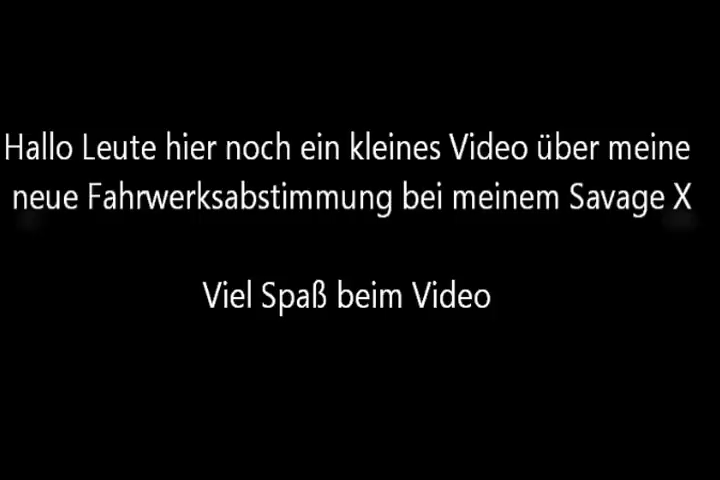 Hallo Leute hier noch ein kleines Video über meine
neue Fahrwerksabstimmung bei meinem Savage X
Viel Spaß beim Video